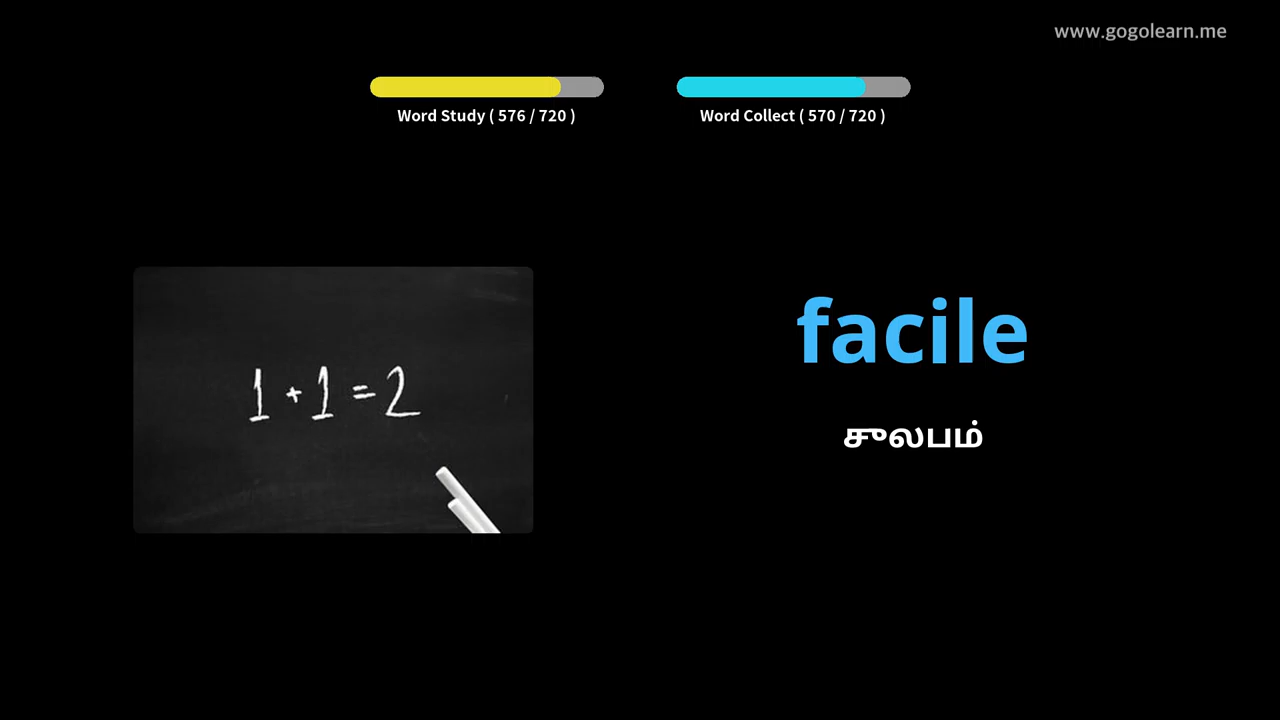 www.gogolearn.me
Word Study ( 576 / 720 )
Word Collect ( 570 / 720 )
1 + 1 = 2
facile
சுலபம்